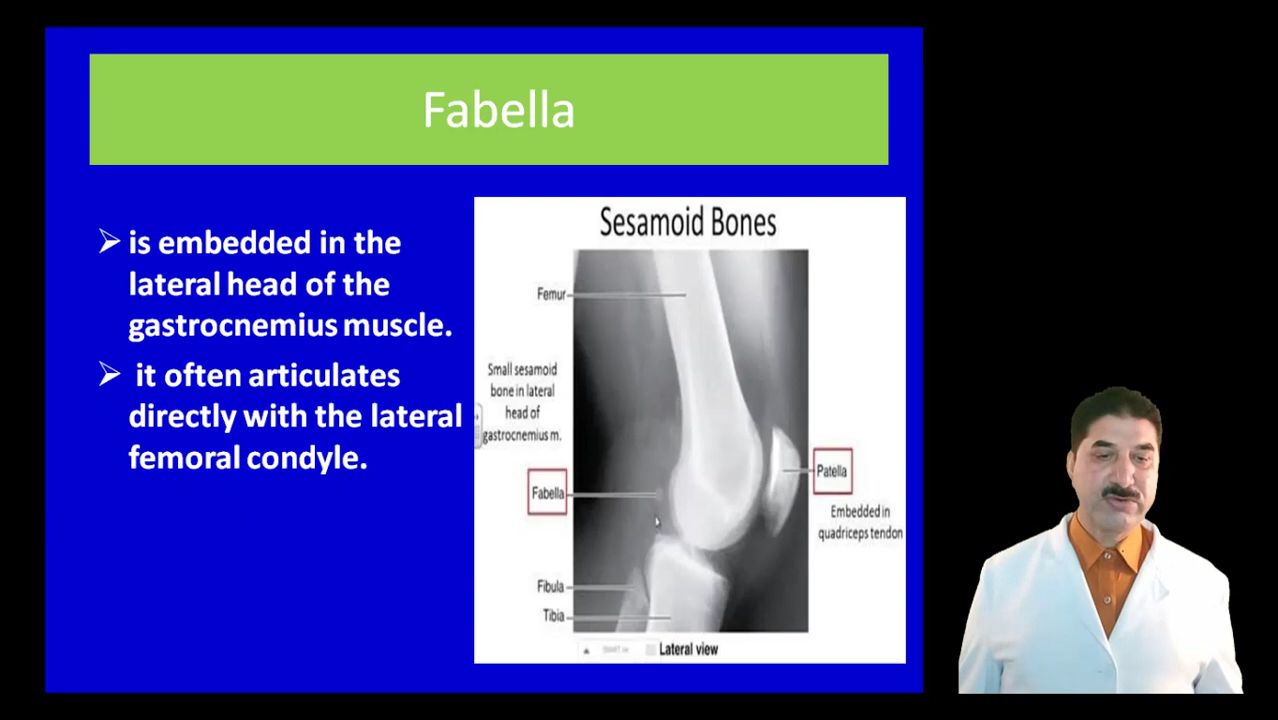 Fabella
➢ is embedded in the
lateral head of the
gastrocnemius muscle.
➢ it often articulates
directly with the lateral
femoral condyle.
Sesamoid Bones
Femur
Small sesamoid
bone in lateral
head of
gastrocnemius m.
Fabella
Patella
Embedded in
quadriceps tendon
Fibula
Tibia
Lateral view